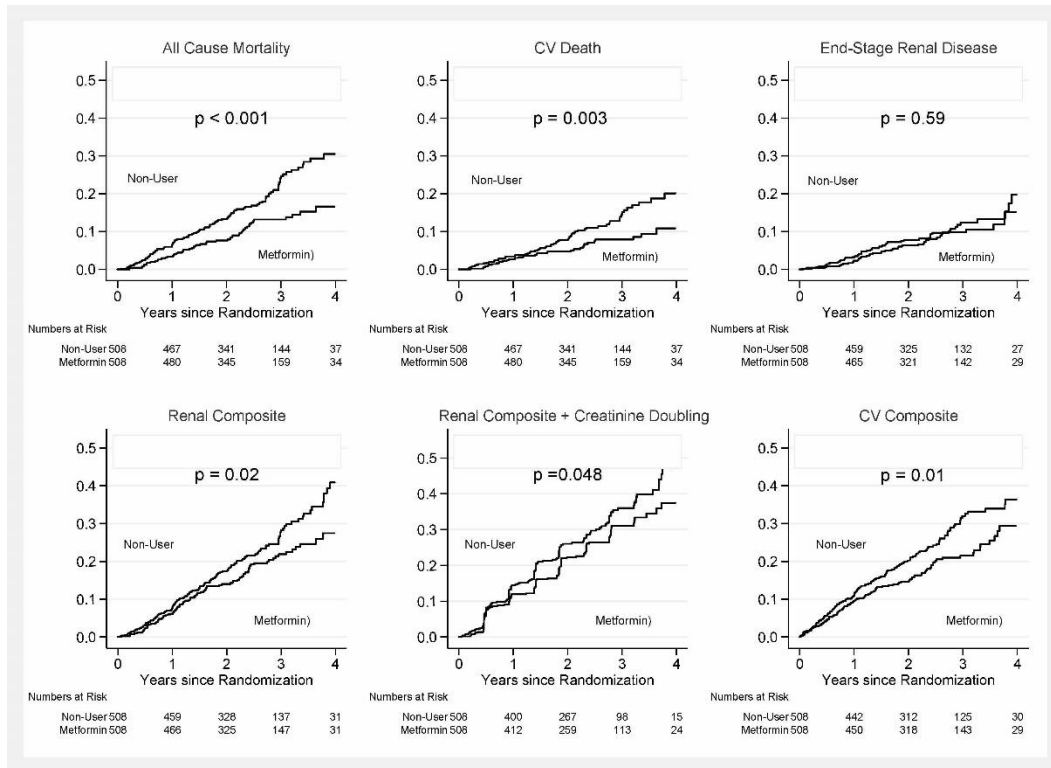 All Cause Mortality
0.5
0.4
0.3
0.2
0.1
0.0
p < 0.001
Non-User
Metformin)
0 1 2 3 4
Years since Randomization
Numbers at Risk
Non-User 508 467 341 144 37
Metformin 508 480 345 159 34
CV Death
0.5
0.4
0.3
0.2
0.1
0.0
p = 0.003
Non-User
Metformin)
0 1 2 3 4
Years since Randomization
Numbers at Risk
Non-User 508 467 341 144 37
Metformin 508 480 345 159 34
End-Stage Renal Disease
0.5
0.4
0.3
0.2
0.1
0.0
p = 0.59
Non-User
Metformin)
0 1 2 3 4
Years since Randomization
Numbers at Risk
Non-User 508 459 325 132 27
Metformin 508 465 321 142 29
Renal Composite
0.5
0.4
0.3
0.2
0.1
0.0
p = 0.02
Non-User
Metformin)
0 1 2 3 4
Years since Randomization
Numbers at Risk
Non-User 508 459 328 137 31
Metformin 508 466 325 147 31
Renal Composite + Creatinine Doubling
0.5
0.4
0.3
0.2
0.1
0.0
p =0.048
Non-User
Metformin)
0 1 2 3 4
Years since Randomization
Numbers at Risk
Non-User 508 400 267 98 15
Metformin 508 412 259 113 24
CV Composite
0.5
0.4
0.3
0.2
0.1
0.0
p = 0.01
Non-User
Metformin)
0 1 2 3 4
Years since Randomization
Numbers at Risk
Non-User 508 442 312 125 30
Metformin 508 450 318 143 29